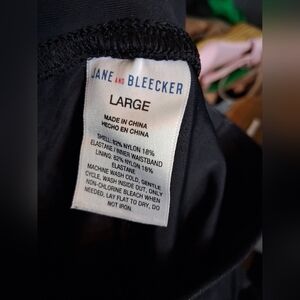 JANE AND BLEECKER
LARGE
MADE IN CHINA
HECHO EN CHINA
SHELL: 82% NYLON 18%
ELASTANE / INNER WAISTBAND
LINING: 82% NYLON 18%
ELASTANE
MACHINE WASH COLD, GENTLE
CYCLE, WASH INSIDE OUT, ONLY
NON-CHLORINE BLEACH WHEN
NEEDED, LAY FLAT TO DRY, DO
NOT IRON.